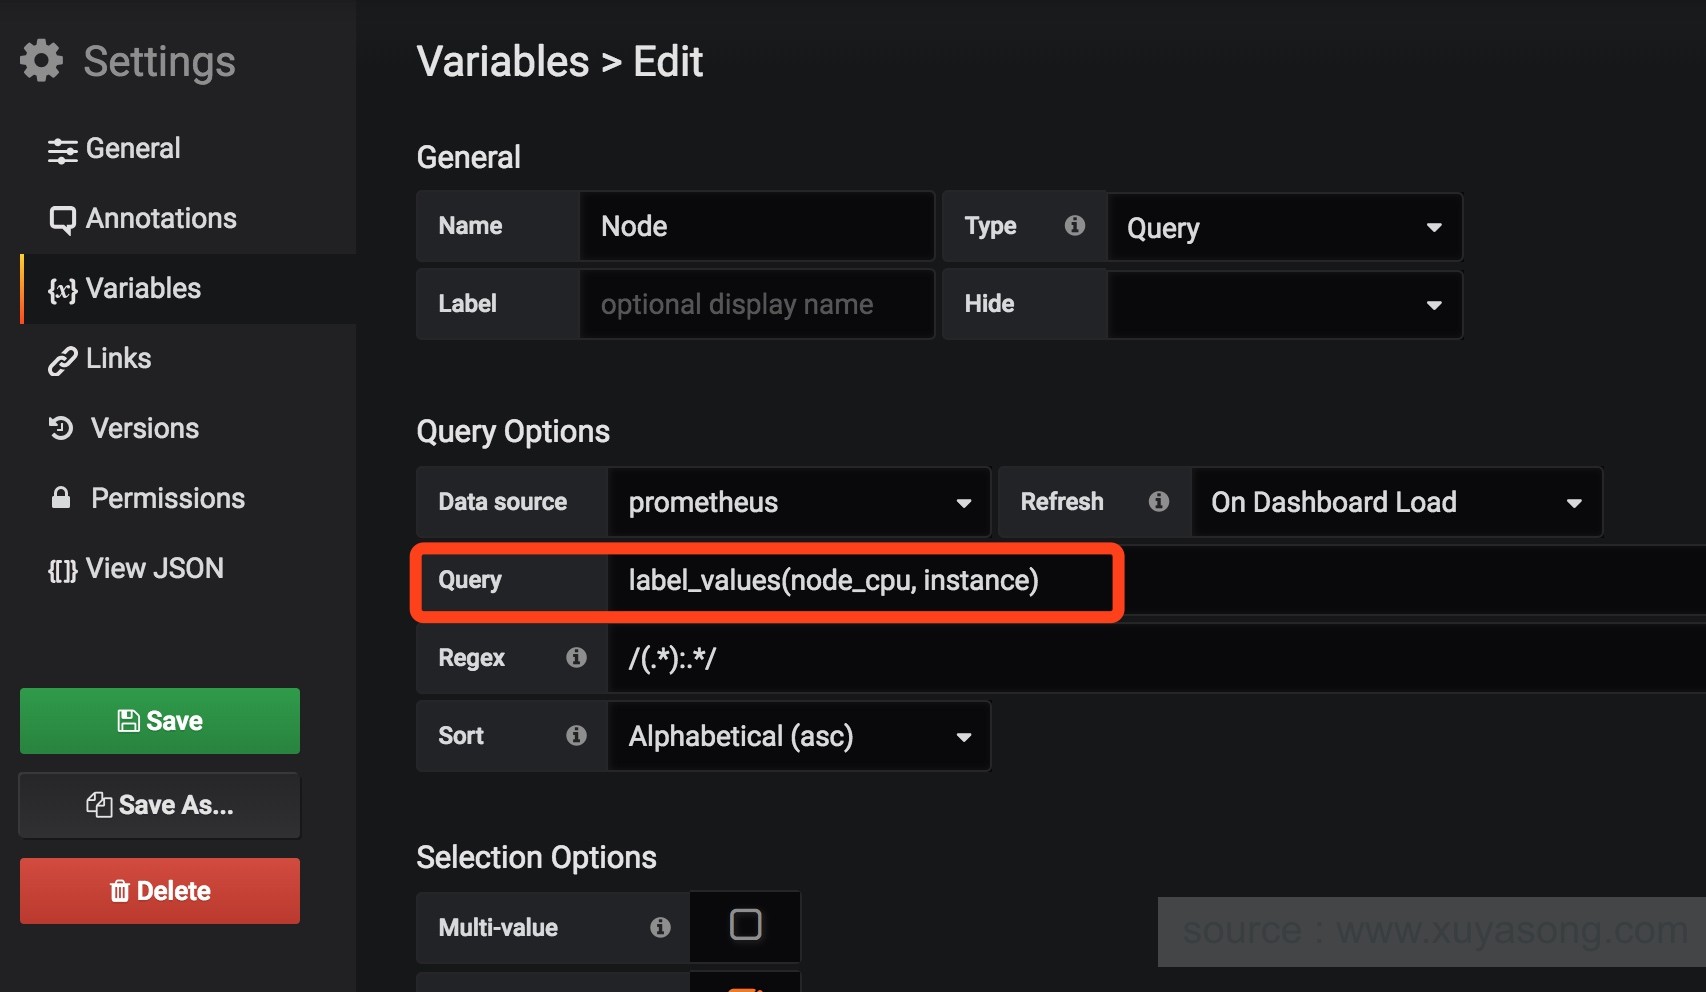 Settings
General
Annotations
{x} Variables
Links
Versions
Permissions
{[]} View JSON
Save
Save As...
Delete
Variables > Edit
General
Name Node Type Query
Label optional display name Hide
Query Options
Data source prometheus Refresh On Dashboard Load
Query label_values(node_cpu, instance)
Regex /(.*):.*/
Sort Alphabetical (asc)
Selection Options
Multi-value
source : www.xuyasong.com